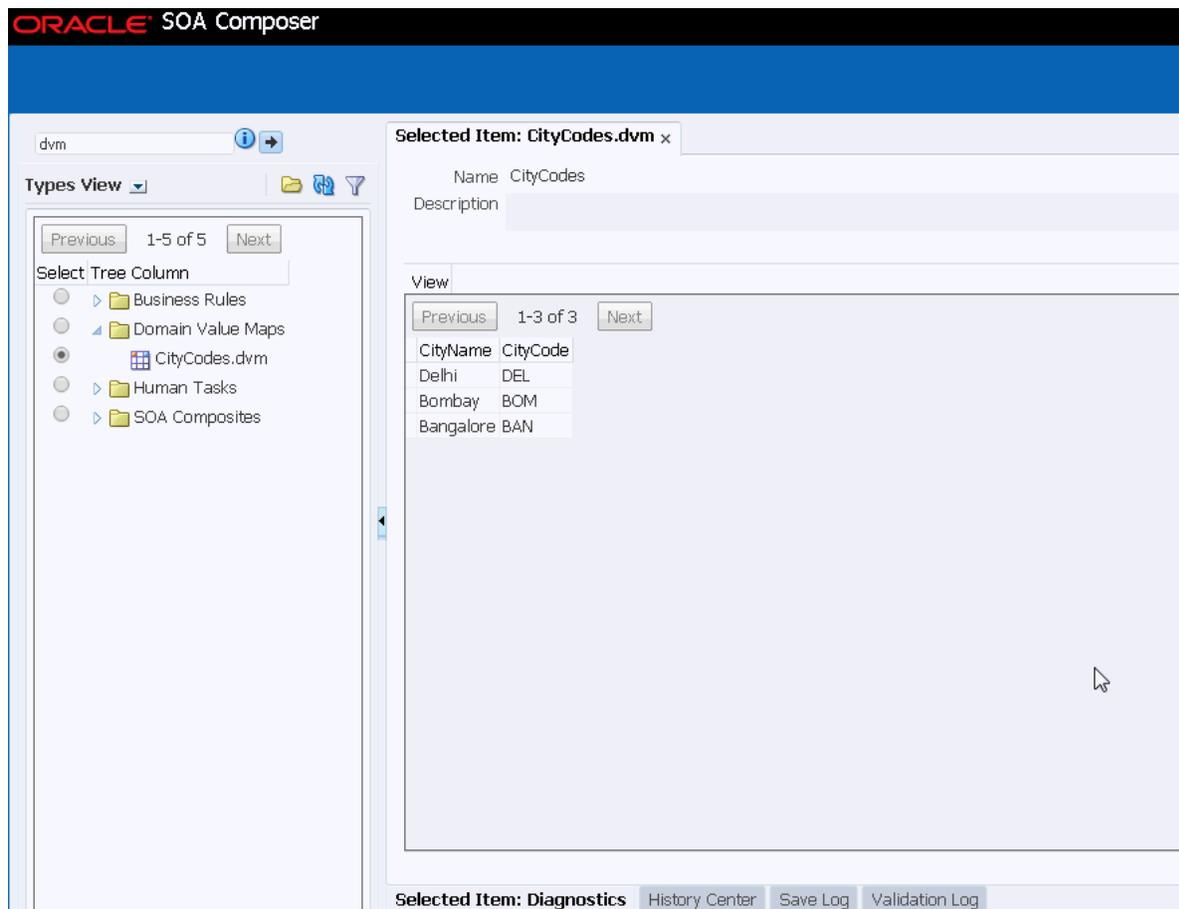 ORACLE SOA Composer
dvm
Types View
Previous 1-5 of 5 Next
Select Tree Column
Business Rules
Domain Value Maps
CityCodes.dvm
Human Tasks
SOA Composites
Selected Item: CityCodes.dvm x
Name CityCodes
Description
View
Previous 1-3 of 3 Next
CityName CityCode
Delhi DEL
Bombay BOM
Bangalore BAN
Selected Item: Diagnostics History Center Save Log Validation Log